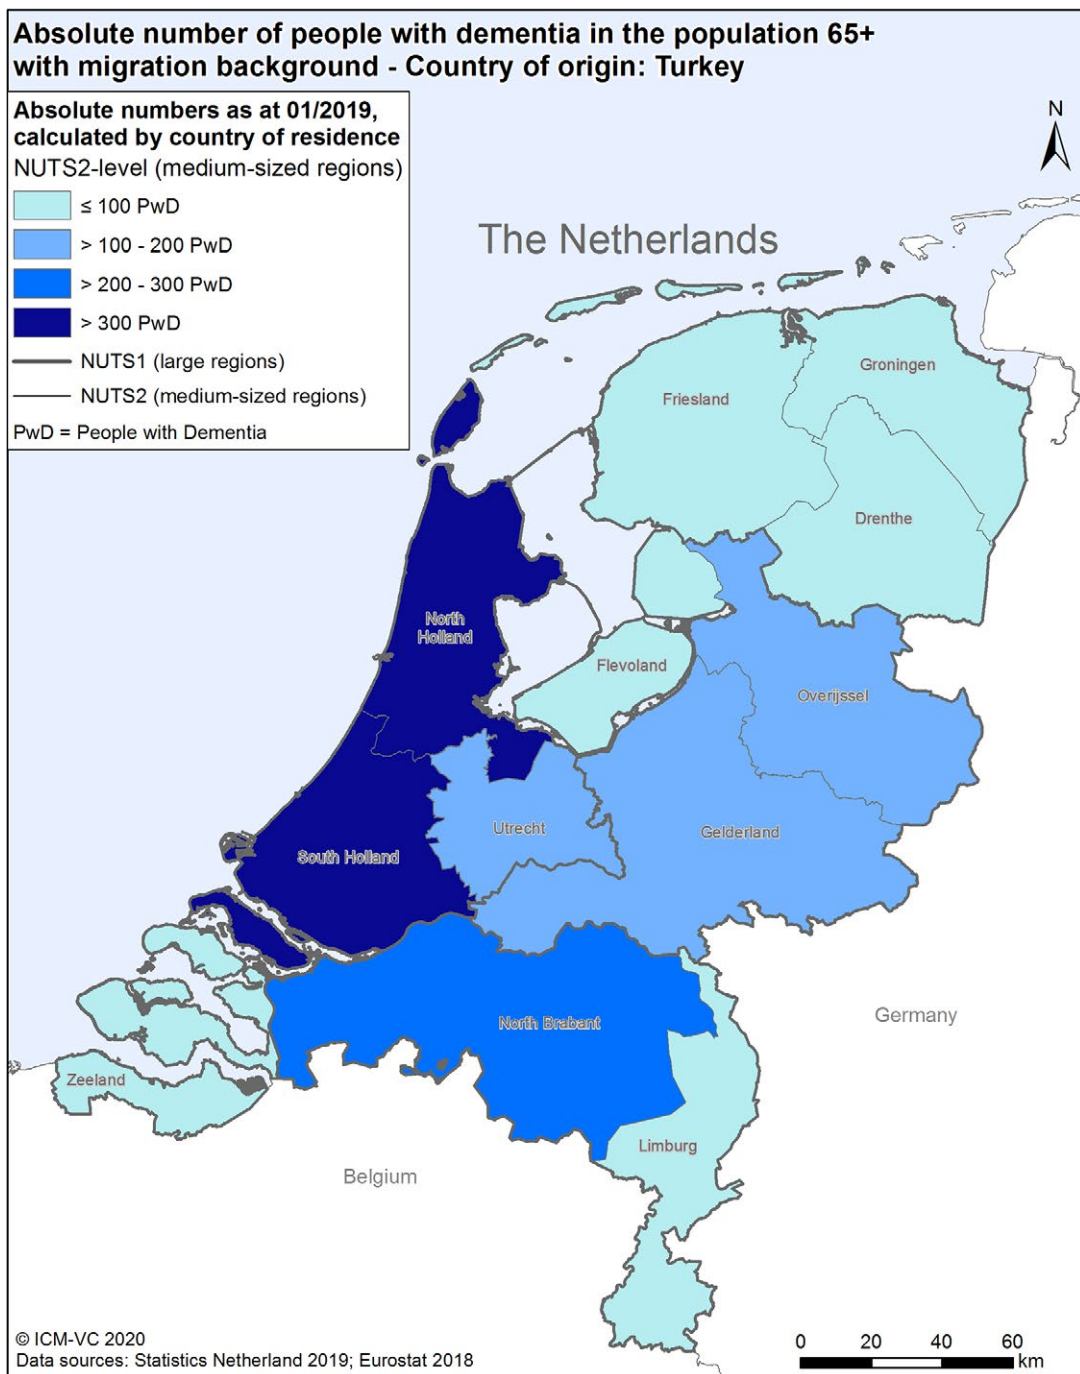 Absolute number of people with dementia in the population 65+
with migration background - Country of origin: Turkey
Absolute numbers as at 01/2019,
calculated by country of residence
NUTS2-level (medium-sized regions)
≤ 100 PwD
> 100 - 200 PwD
> 200 - 300 PwD
> 300 PwD
NUTS1 (large regions)
NUTS2 (medium-sized regions)
PwD = People with Dementia
N
The Netherlands
Groningen
Friesland
Drenthe
North
Holland
Flevoland
Overijssel
Utrecht
Gelderland
South Holland
North Brabant
Germany
Zeeland
Limburg
Belgium
© ICM-VC 2020
Data sources: Statistics Netherland 2019; Eurostat 2018
0 20 40 60
km